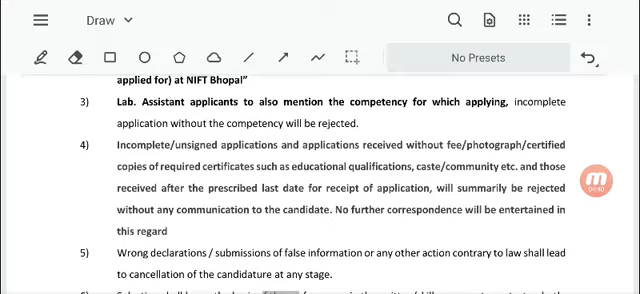 Draw
No Presets
applied for) at NIFT Bhopal"
3) Lab. Assistant applicants to also mention the competency for which applying, incomplete
application without the competency will be rejected.
4) Incomplete/unsigned applications and applications received without fee/photograph/certified
copies of required certificates such as educational qualifications, caste/community etc. and those
received after the prescribed last date for receipt of application, will summarily be rejected
without any communication to the candidate. No further correspondence will be entertained in
this regard
04:40
5) Wrong declarations / submissions of false information or any other action contrary to law shall lead
to cancellation of the candidature at any stage.